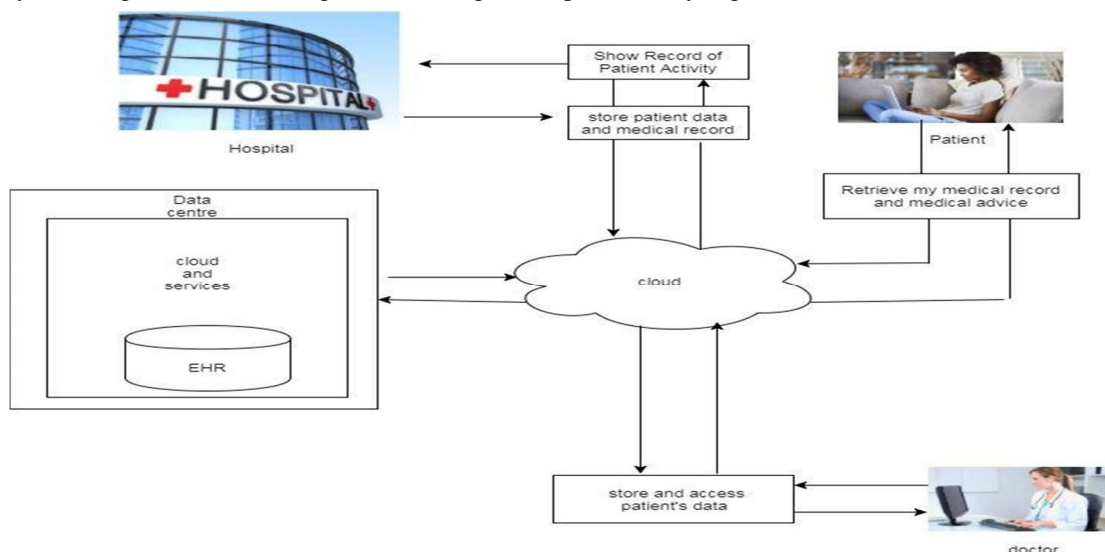 Show Record of
Patient Activity
HOSPITAL
store patient data
and medical record
Hospital
Patient
Retrieve my medical record
and medical advice
Data
centre
cloud
and
services
cloud
EHR
store and access
patient's data
doctor